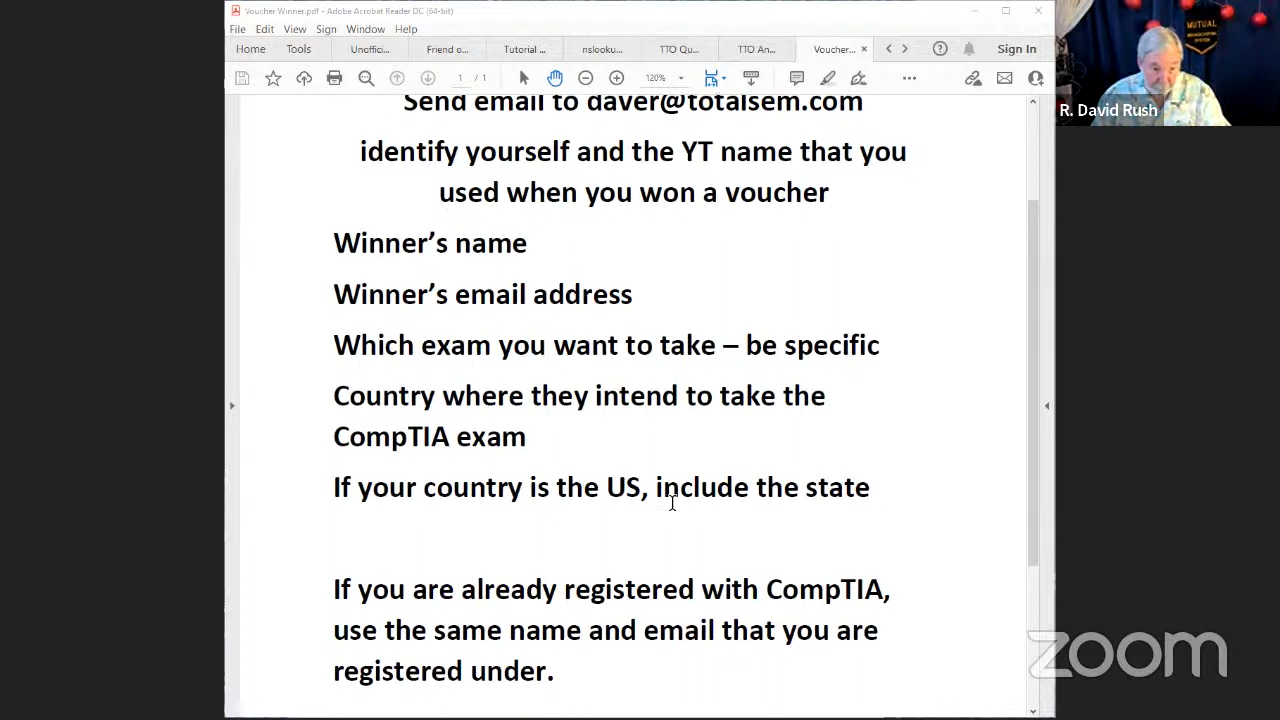 Voucher Winner.pdf - Adobe Acrobat Reader DC (64-bit)
File Edit View Sign Window Help
Home Tools Unoffici... Friend o... Tutorial ... nslooku... TTO Qu... TTO An... Voucher... × Sign In
1 / 1 120%
Send email to daver@totalsem.com
identify yourself and the YT name that you
used when you won a voucher
Winner's name
Winner's email address
Which exam you want to take – be specific
Country where they intend to take the
CompTIA exam
If your country is the US, include the state
If you are already registered with CompTIA,
use the same name and email that you are
registered under.
MUTUAL
BROADCASTING
SYSTEM
R. David Rush
zoom